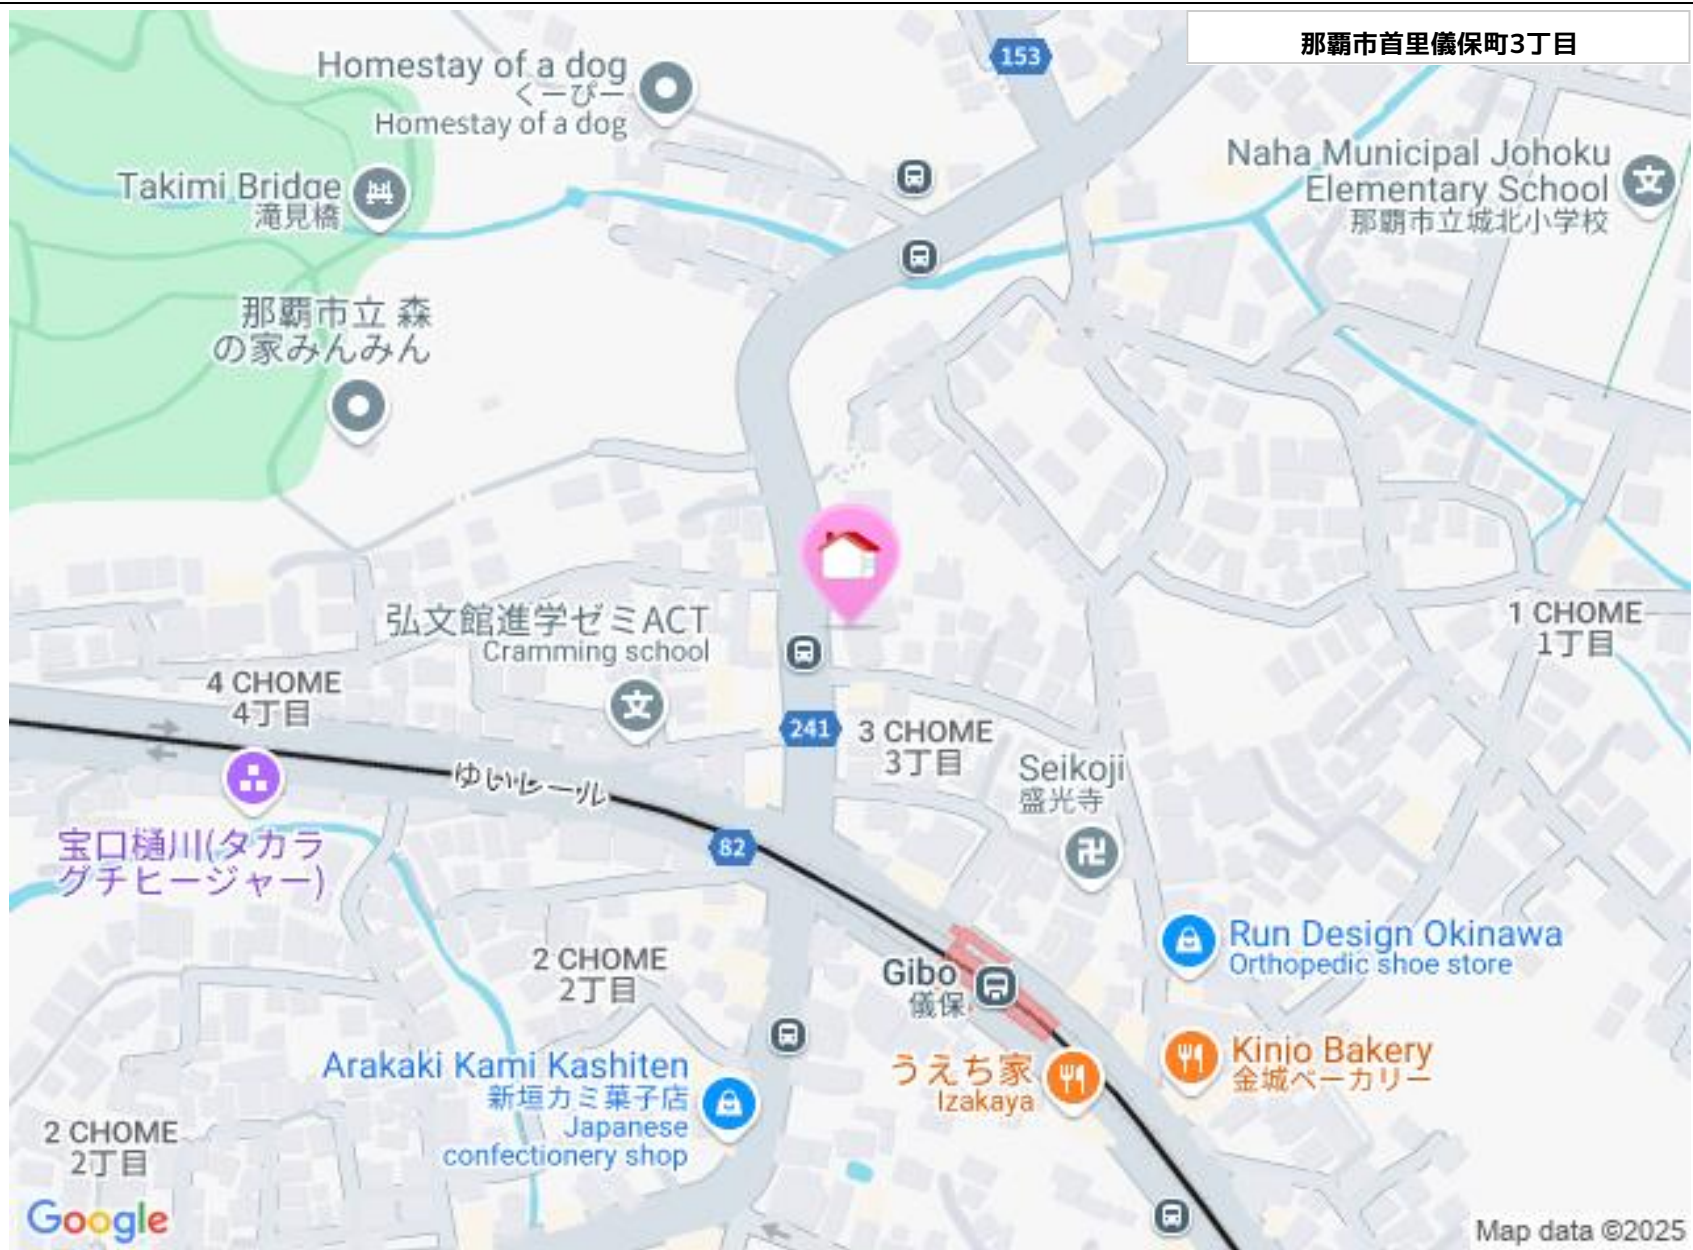 那覇市首里儀保町3丁目
153
Homestay of a dog
くーぴー
Homestay of a dog
Naha Municipal Johoku
Elementary School
那覇市立城北小学校
Takimi Bridge
滝見橋
那覇市立 森
の家みんみん
弘文館進学ゼミACT
Cramming school
1 CHOME
1丁目
4 CHOME
4丁目
241
3 CHOME
3丁目
Seikoji
盛光寺
ゆいレール
82
宝口樋川(タカラ
グチヒージャー)
Run Design Okinawa
Orthopedic shoe store
2 CHOME
2丁目
Gibo
儀保
Kinjo Bakery
金城ベーカリー
うえち家
Izakaya
Arakaki Kami Kashiten
新垣カミ菓子店
Japanese
confectionery shop
2 CHOME
2丁目
Google
Map data ©2025